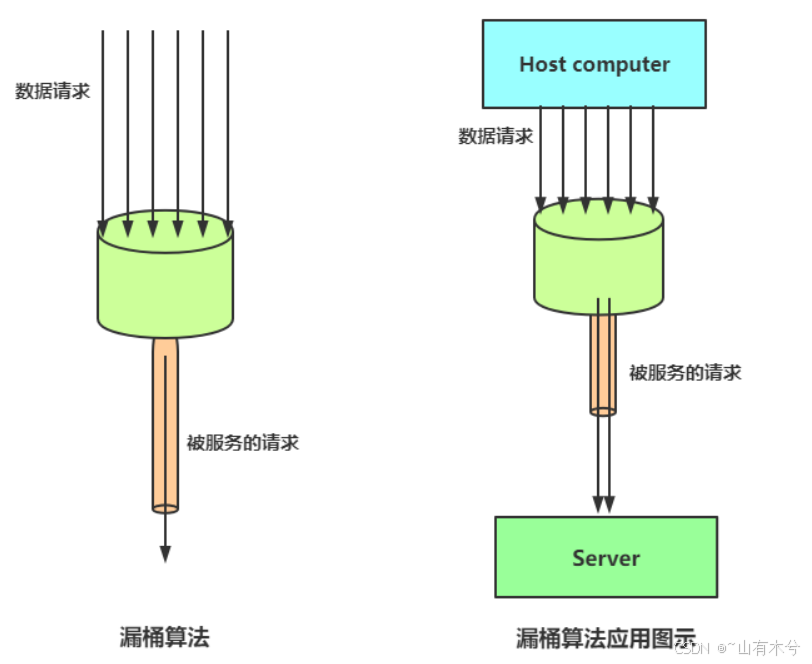 数据请求
被服务的请求
漏桶算法
Host computer
数据请求
被服务的请求
Server
漏桶算法应用图示
CSDN @~山有木兮